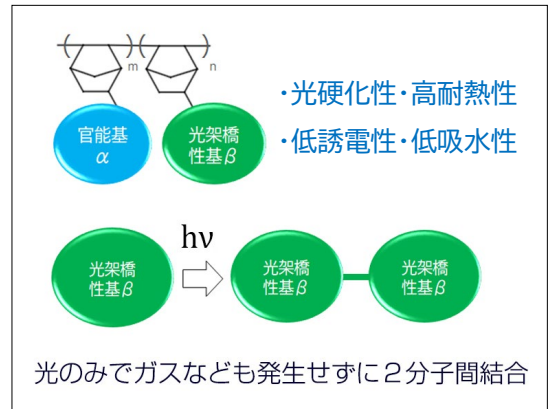 m
n
官能基
α
光架橋
性基β
・光硬化性・高耐熱性
・低誘電性・低吸水性
hν
光架橋
性基β
光架橋
性基β
光架橋
性基β
光のみでガスなども発生せずに２分子間結合